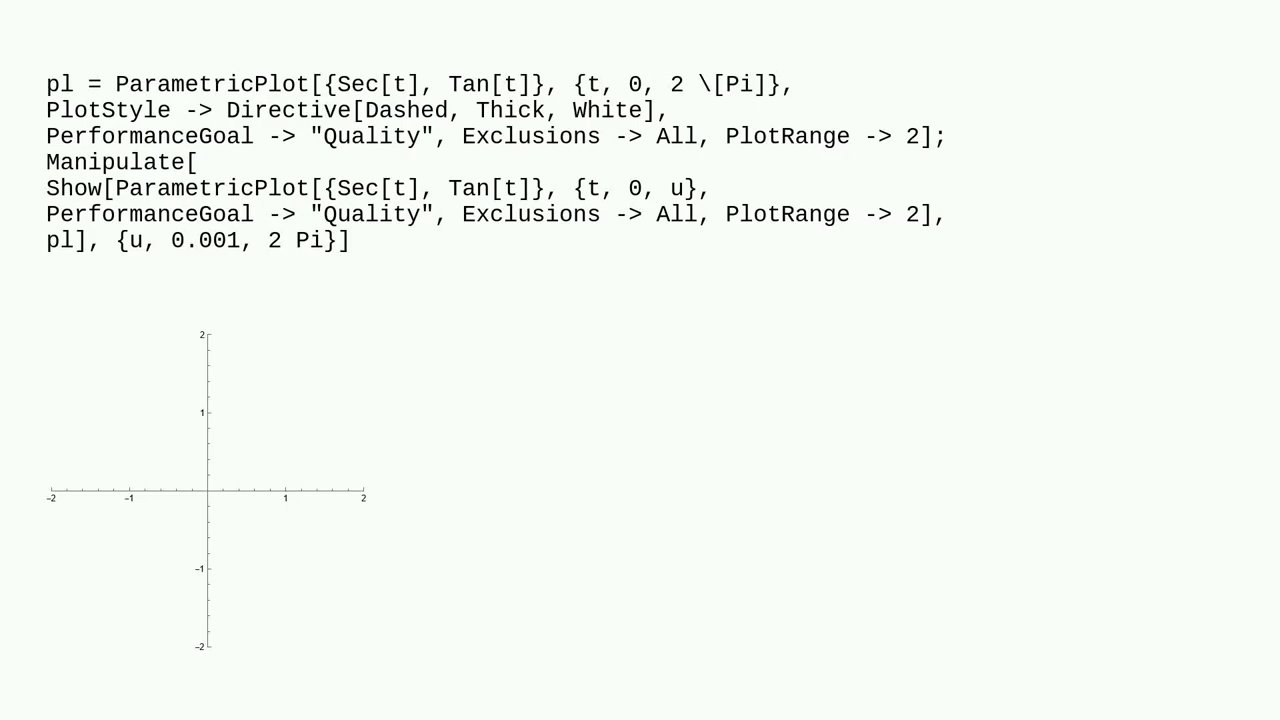 pl = ParametricPlot[{Sec[t], Tan[t]}, {t, 0, 2 \[Pi]},
PlotStyle -> Directive[Dashed, Thick, White],
PerformanceGoal -> "Quality", Exclusions -> All, PlotRange -> 2];
Manipulate[
Show[ParametricPlot[{Sec[t], Tan[t]}, {t, 0, u},
PerformanceGoal -> "Quality", Exclusions -> All, PlotRange -> 2],
pl], {u, 0.001, 2 Pi}]
2
1
−2 −1 1 2
−1
−2